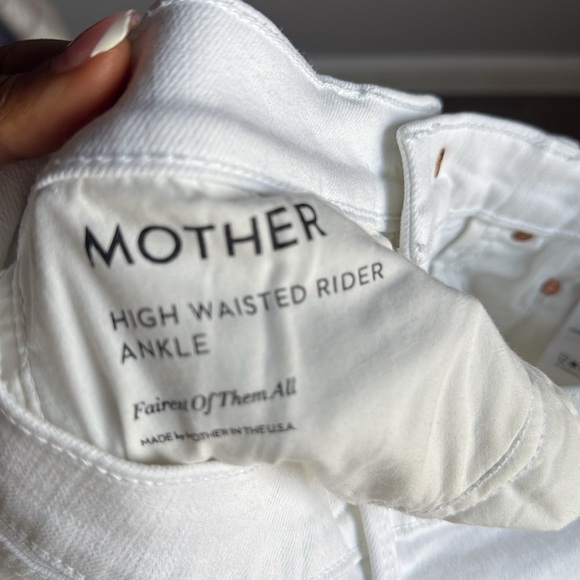 MOTHER
HIGH WAISTED RIDER
ANKLE
Fairest Of Them All
MADE by MOTHER IN THE U.S.A.